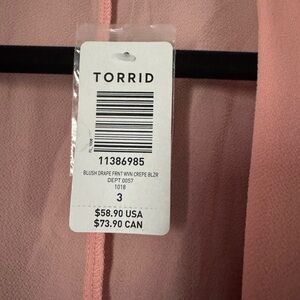 TORRID
11386985
BLUSH DRAPE FRNT WVN CREPE BLZR
DEPT 0057
1018
3
$58.90 USA
$73.90 CAN